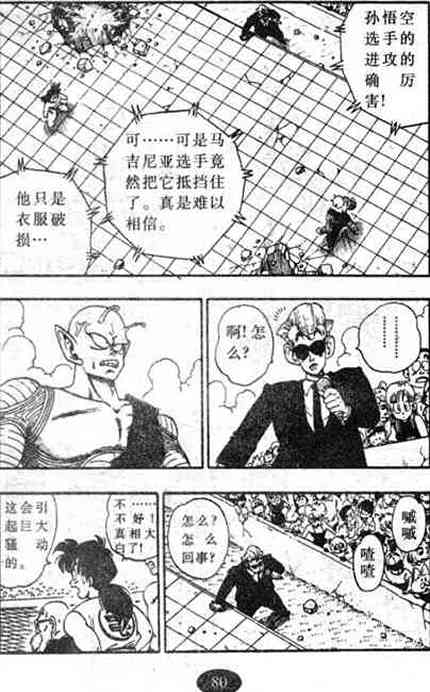 孙悟空
选手的
进攻的
确厉
害!
可……可是马
吉尼亚选手竟
然把它抵挡住
了。真是难以
相信。
他只是
衣服破
损…
………
啊!怎
么?
嘁嘁
喳喳
怎么?
怎么
回事?
不……
不好!
真相大
白了!
这会引
起巨大
骚动
的。
80